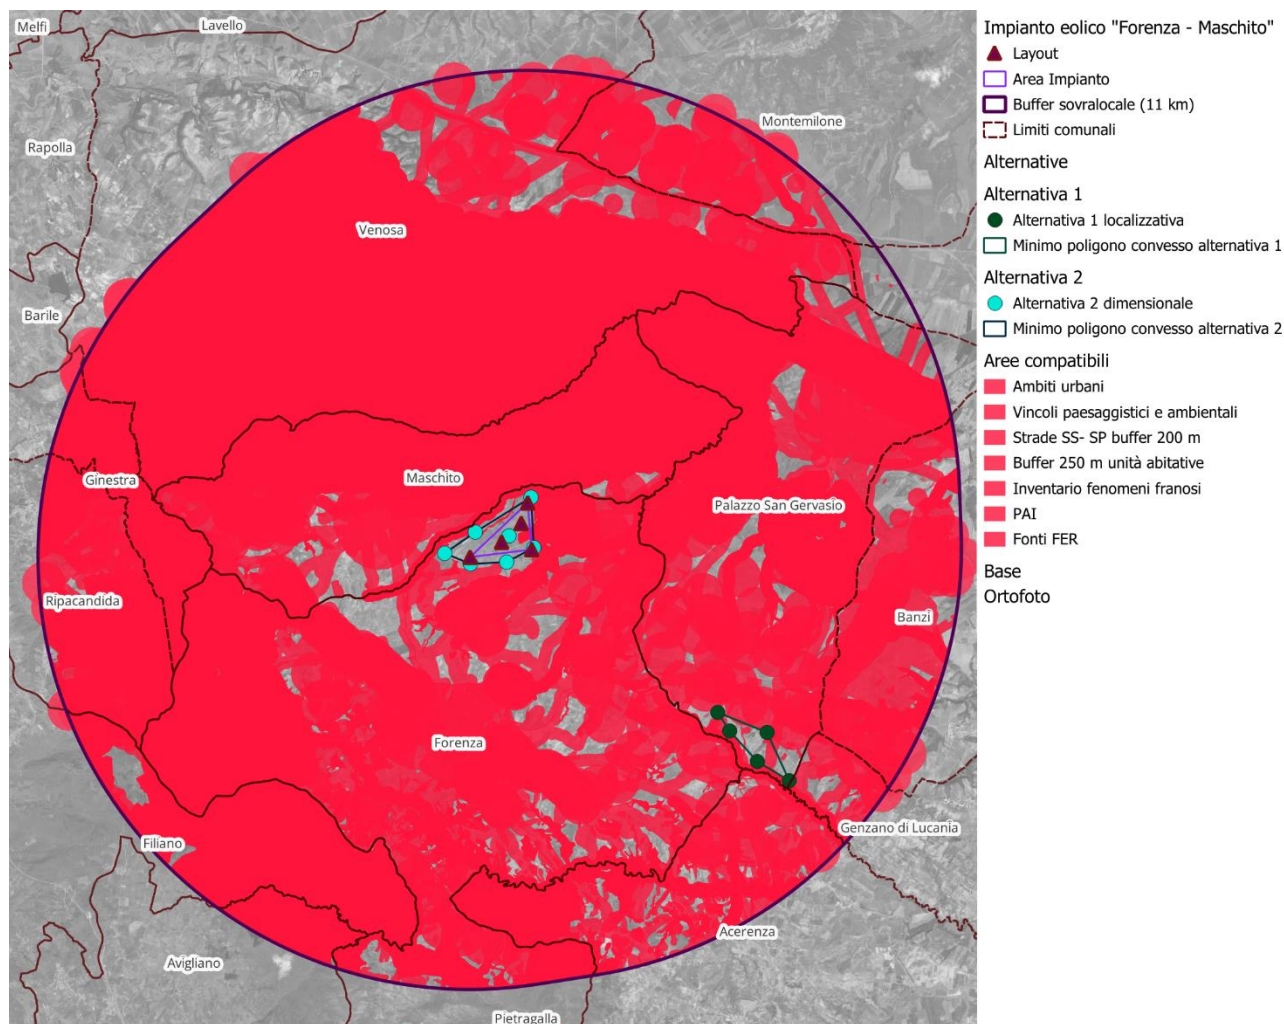 Melfi
Lavello
Rapolla
Montemilone
Venosa
Barile
Ginestra
Maschito
Palazzo San Gervasio
Ripacandida
Banzi
Forenza
Filiano
Genzano di Lucania
Acerenza
Avigliano
Pietragalla
Impianto eolico "Forenza - Maschito"
Layout
Area Impianto
Buffer sovralocale (11 km)
Limiti comunali
Alternative
Alternativa 1
Alternativa 1 localizzativa
Minimo poligono convesso alternativa 1
Alternativa 2
Alternativa 2 dimensionale
Minimo poligono convesso alternativa 2
Aree compatibili
Ambiti urbani
Vincoli paesaggistici e ambientali
Strade SS- SP buffer 200 m
Buffer 250 m unità abitative
Inventario fenomeni franosi
PAI
Fonti FER
Base
Ortofoto